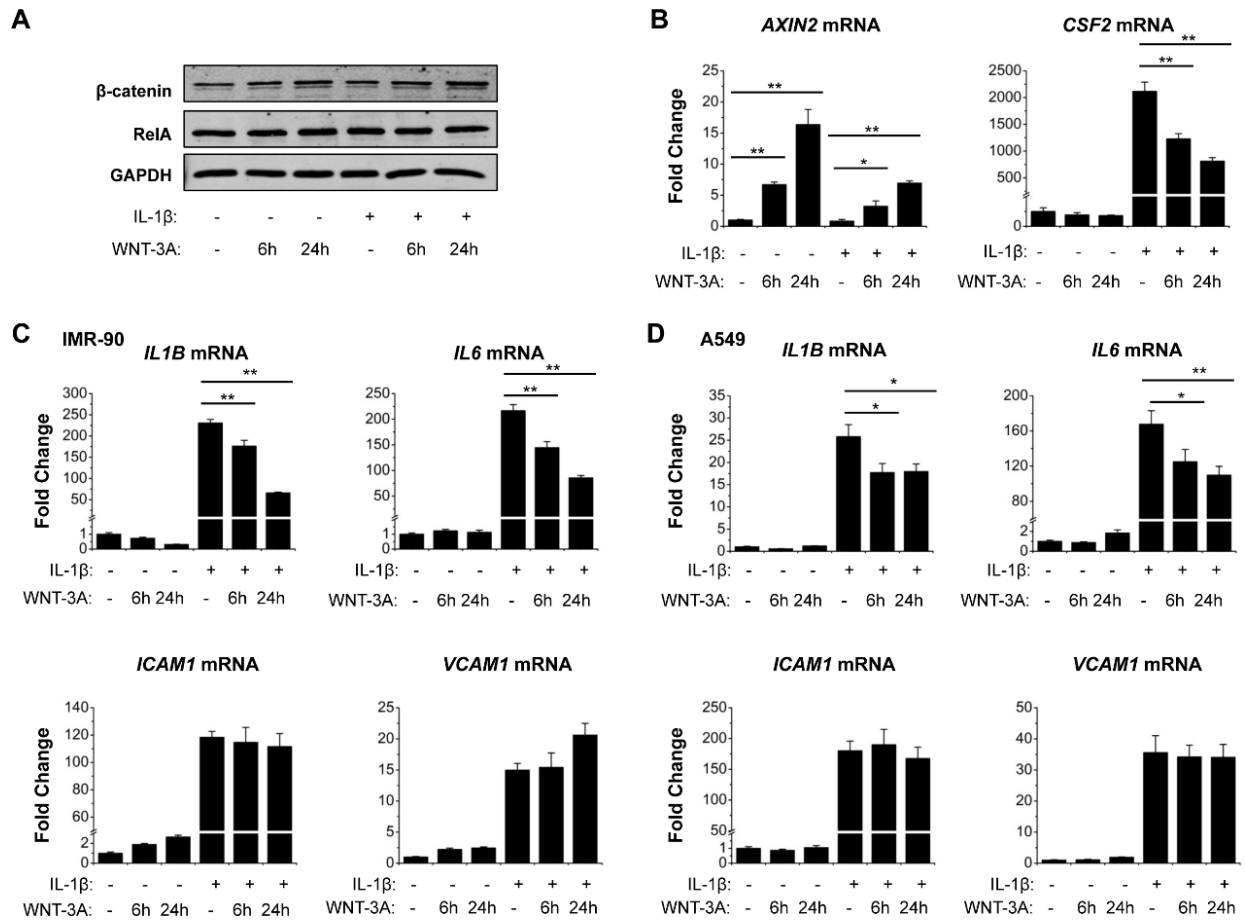 A
β-catenin
RelA
GAPDH
IL-1β: - - - + + +
WNT-3A: - 6h 24h - 6h 24h
B
AXIN2 mRNA
Fold Change
25
20
15
10
5
0
** ** ** *
IL-1β: - - - + + +
WNT-3A: - 6h 24h - 6h 24h
CSF2 mRNA
2500
2000
1500
1000
500
0
** **
IL-1β: - - - + + +
WNT-3A: - 6h 24h - 6h 24h
C IMR-90
IL1B mRNA
Fold Change
300
250
200
150
100
50
1
0
** **
IL-1β: - - - + + +
WNT-3A: - 6h 24h - 6h 24h
IL6 mRNA
250
200
150
100
50
1
0
** **
IL-1β: - - - + + +
WNT-3A: - 6h 24h - 6h 24h
ICAM1 mRNA
Fold Change
140
120
100
80
60
2
0
IL-1β: - - - + + +
WNT-3A: - 6h 24h - 6h 24h
VCAM1 mRNA
25
20
15
10
5
0
IL-1β: - - - + + +
WNT-3A: - 6h 24h - 6h 24h
D A549
IL1B mRNA
Fold Change
35
30
25
20
15
10
5
0
* *
IL-1β: - - - + + +
WNT-3A: - 6h 24h - 6h 24h
IL6 mRNA
200
160
120
80
2
0
** *
IL-1β: - - - + + +
WNT-3A: - 6h 24h - 6h 24h
ICAM1 mRNA
Fold Change
250
200
150
100
50
1
0
IL-1β: - - - + + +
WNT-3A: - 6h 24h - 6h 24h
VCAM1 mRNA
50
40
30
20
10
0
IL-1β: - - - + + +
WNT-3A: - 6h 24h - 6h 24h